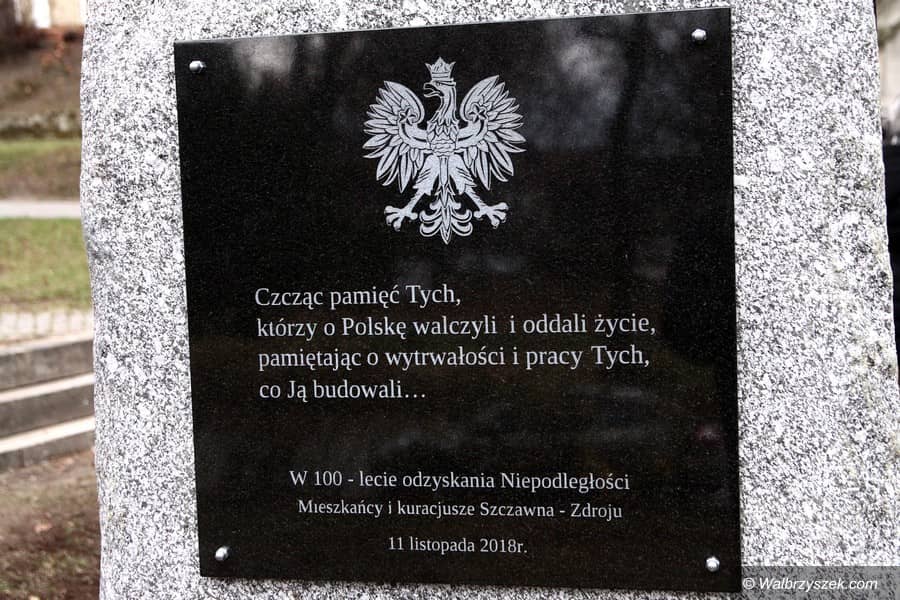 Czcząc pamięć Tych,
którzy o Polskę walczyli i oddali życie,
pamiętając o wytrwałości i pracy Tych,
co Ją budowali...
W 100 - lecie odzyskania Niepodległości
Mieszkańcy i kuracjusze Szczawna - Zdroju
11 listopada 2018r.
© Walbrzyszek.com